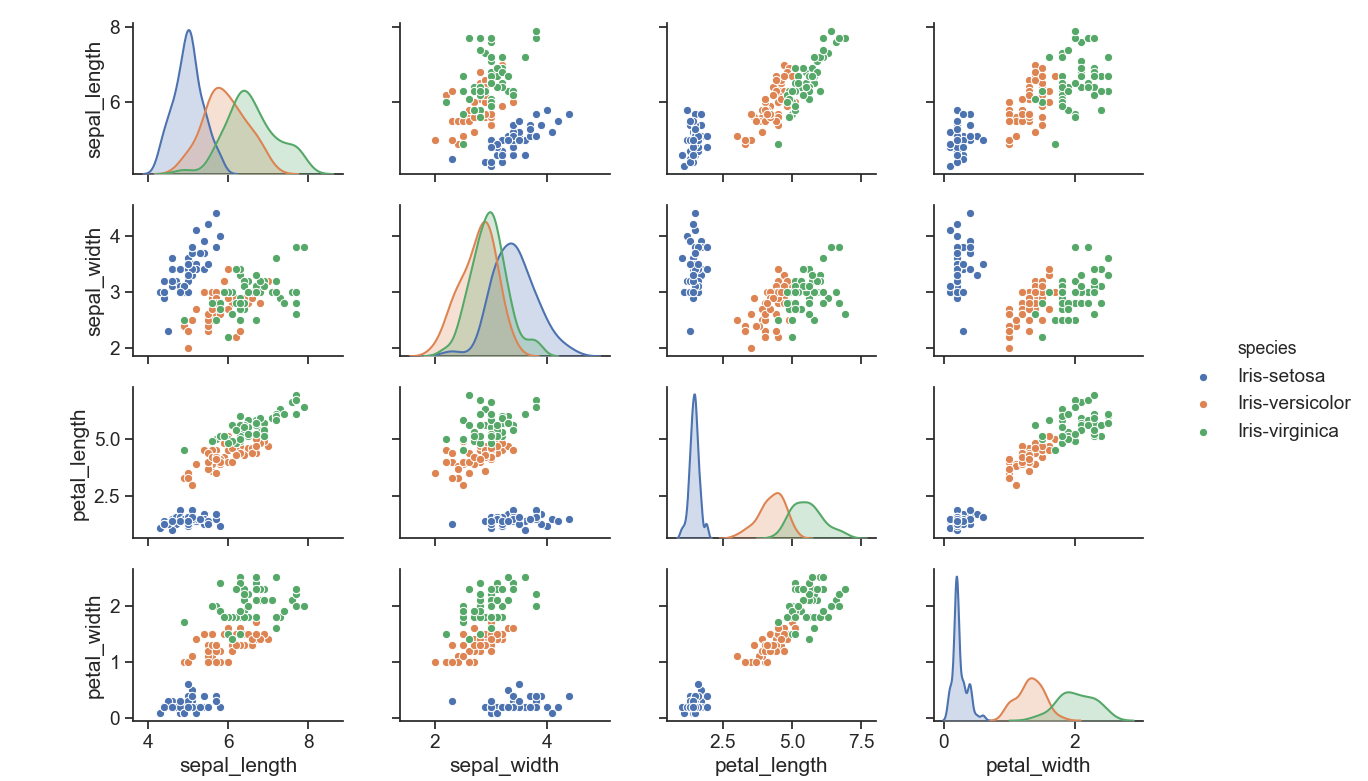 8
6
sepal_length
4
3
2
sepal_width
5.0
2.5
petal_length
2
1
0
petal_width
4 6 8
sepal_length
2 4
sepal_width
2.5 5.0 7.5
petal_length
0 2
petal_width
species
Iris-setosa
Iris-versicolor
Iris-virginica